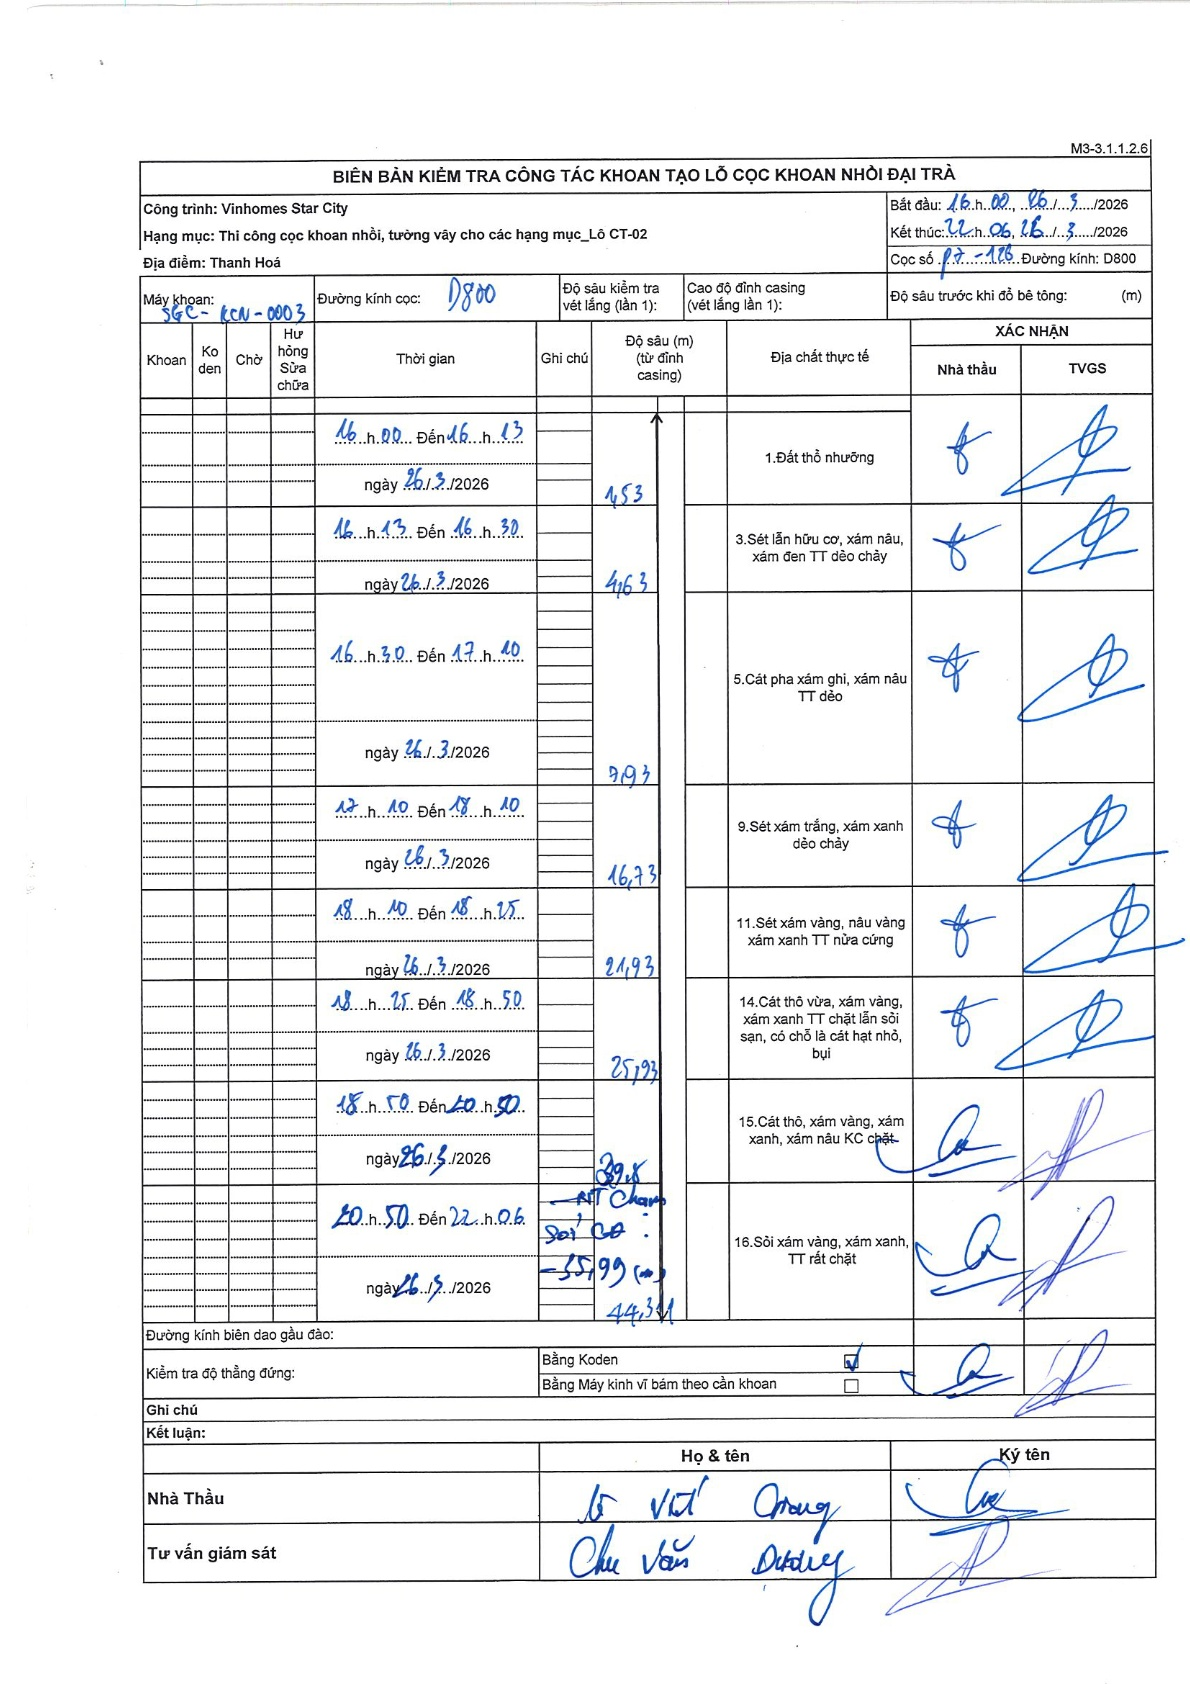 M3-3.1.1.2.6
BIÊN BẢN KIỂM TRA CÔNG TÁC KHOAN TẠO LỖ CỌC KHOAN NHỒI ĐẠI TRÀ
Công trình: Vinhomes Star City
Hạng mục: Thi công cọc khoan nhồi, tường vây cho các hạng mục_Lô CT-02
Địa điểm: Thanh Hoá
Bắt đầu: 16 h 00, 26/3/2026
Kết thúc: 22 h 06, 26/3/2026
Cọc số P7-126 Đường kính: D800
Máy khoan: SGC-KCN-0003
Đường kính cọc: D800
Độ sâu kiểm tra vét lắng (lần 1):
Cao độ đỉnh casing (vét lắng lần 1):
Độ sâu trước khi đổ bê tông: (m)
Khoan Ko den Chờ Hư hỏng Sửa chữa Thời gian Ghi chú Độ sâu (m) (từ đỉnh casing) Địa chất thực tế XÁC NHẬN
Nhà thầu TVGS
16 h 00 Đến 16 h 13
ngày 26/3/2026
1,53
1.Đất thổ nhưỡng
16 h 13 Đến 16 h 30
ngày 26/3/2026
4,63
3.Sét lẫn hữu cơ, xám nâu,
xám đen TT dẻo chảy
16 h 30 Đến 17 h 10
ngày 26/3/2026
7,93
5.Cát pha xám ghi, xám nâu
TT dẻo
17 h 10 Đến 18 h 10
ngày 26/3/2026
16,73
9.Sét xám trắng, xám xanh
dẻo chảy
18 h 10 Đến 18 h 25
ngày 26/3/2026
21,93
11.Sét xám vàng, nâu vàng
xám xanh TT nửa cứng
18 h 25 Đến 18 h 50
ngày 26/3/2026
25,93
14.Cát thô vừa, xám vàng,
xám xanh TT chặt lẫn sỏi
sạn, có chỗ là cát hạt nhỏ,
bụi
18 h 50 Đến 20 h 50
ngày 26/3/2026
39,8
15.Cát thô, xám vàng, xám
xanh, xám nâu KC chặt
20 h 50 Đến 22 h 06
ngày 26/3/2026
Chạm
Sỏi
(m)
16.Sỏi xám vàng, xám xanh,
TT rất chặt
Đường kính biên dao gầu đào:
Kiểm tra độ thẳng đứng:
Bằng Koden
Bằng Máy kinh vĩ bám theo cần khoan
Ghi chú
Kết luận:
Họ & tên Ký tên
Nhà Thầu
Tư vấn giám sát Chu Văn Dương